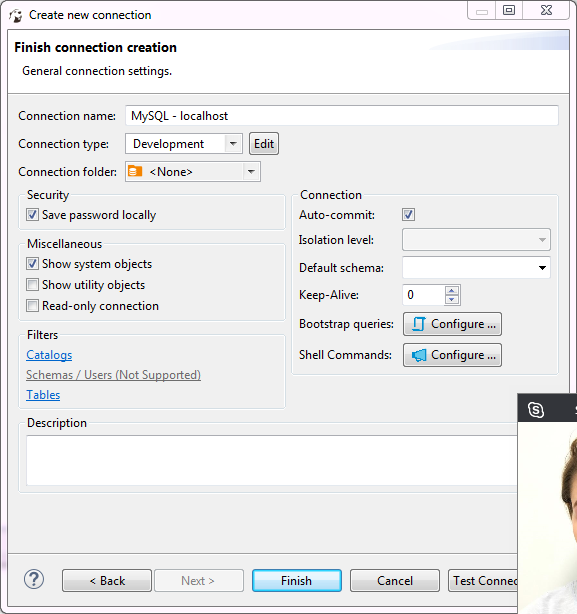 Create new connection
Finish connection creation
General connection settings.
Connection name: MySQL - localhost
Connection type: Development Edit
Connection folder: <None>
Security
Save password locally
Miscellaneous
Show system objects
Show utility objects
Read-only connection
Filters
Catalogs
Schemas / Users (Not Supported)
Tables
Connection
Auto-commit:
Isolation level:
Default schema:
Keep-Alive: 0
Bootstrap queries: Configure ...
Shell Commands: Configure ...
Description
? < Back Next > Finish Cancel Test Connec